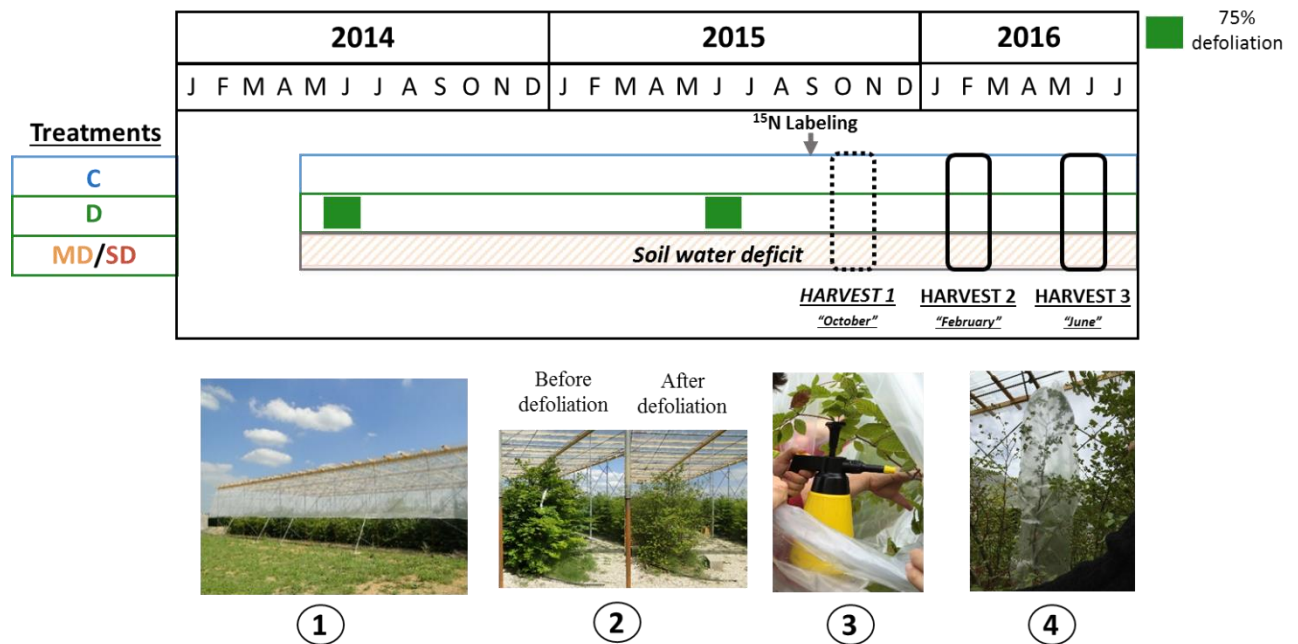 2014 2015 2016
75%
defoliation
J F M A M J J A S O N D J F M A M J J A S O N D J F M A M J J
¹⁵N Labeling
Treatments
C
D
MD/SD
Soil water deficit
HARVEST 1 HARVEST 2 HARVEST 3
"October" "February" "June"
Before
defoliation
After
defoliation
1 2 3 4